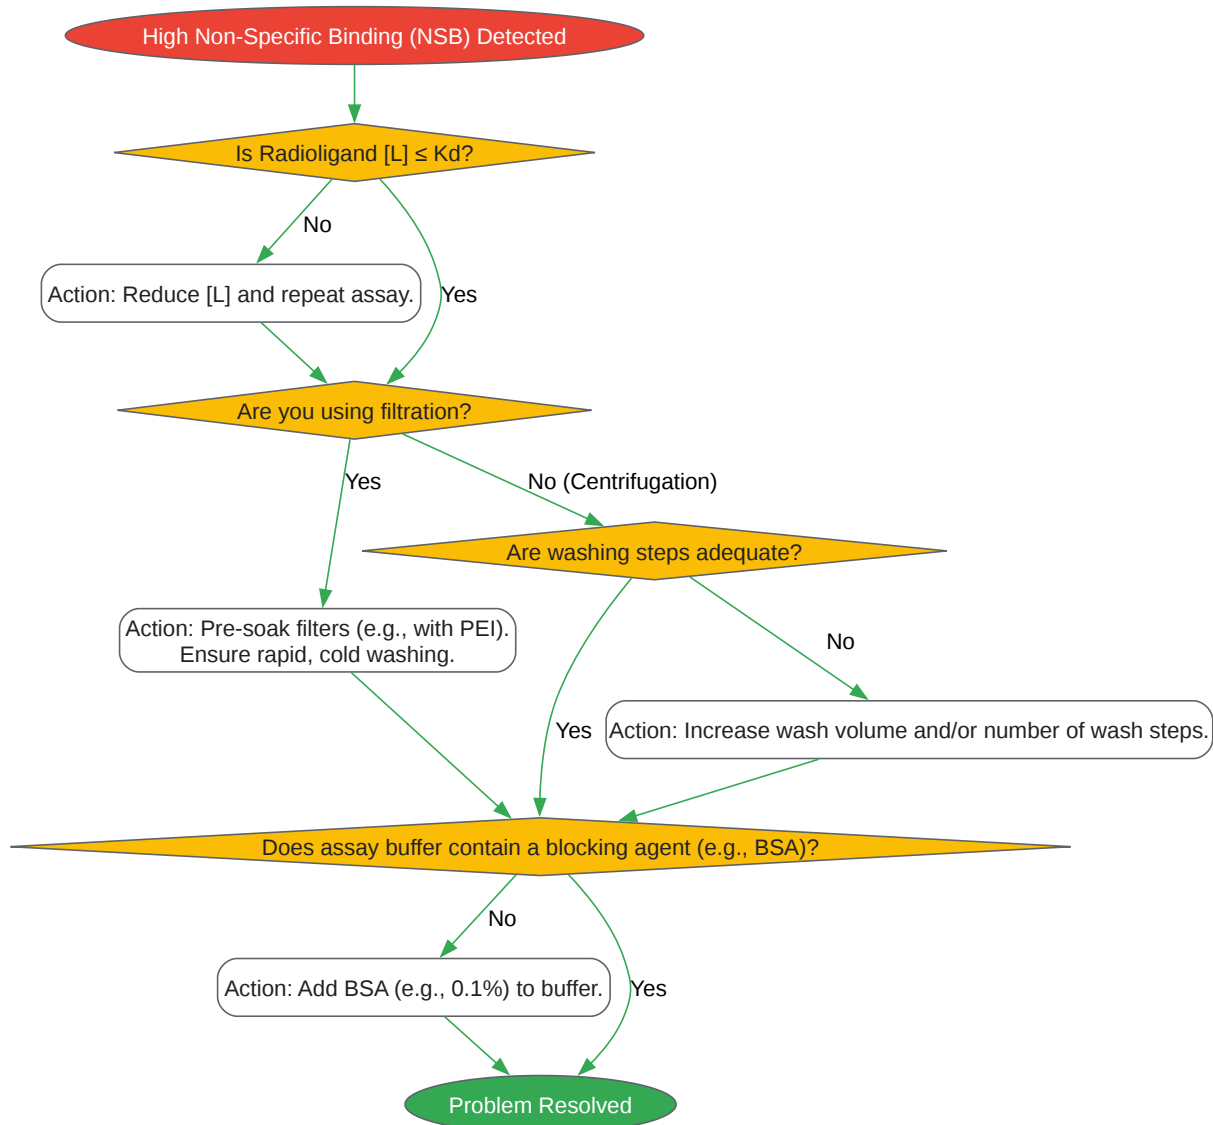 High Non-Specific Binding (NSB) Detected
Is Radioligand [L] ≤ Kd?
No
Action: Reduce [L] and repeat assay.
Yes
Are you using filtration?
Yes
No (Centrifugation)
Are washing steps adequate?
Action: Pre-soak filters (e.g., with PEI).
Ensure rapid, cold washing.
No
Yes
Action: Increase wash volume and/or number of wash steps.
Does assay buffer contain a blocking agent (e.g., BSA)?
No
Action: Add BSA (e.g., 0.1%) to buffer.
Yes
Problem Resolved